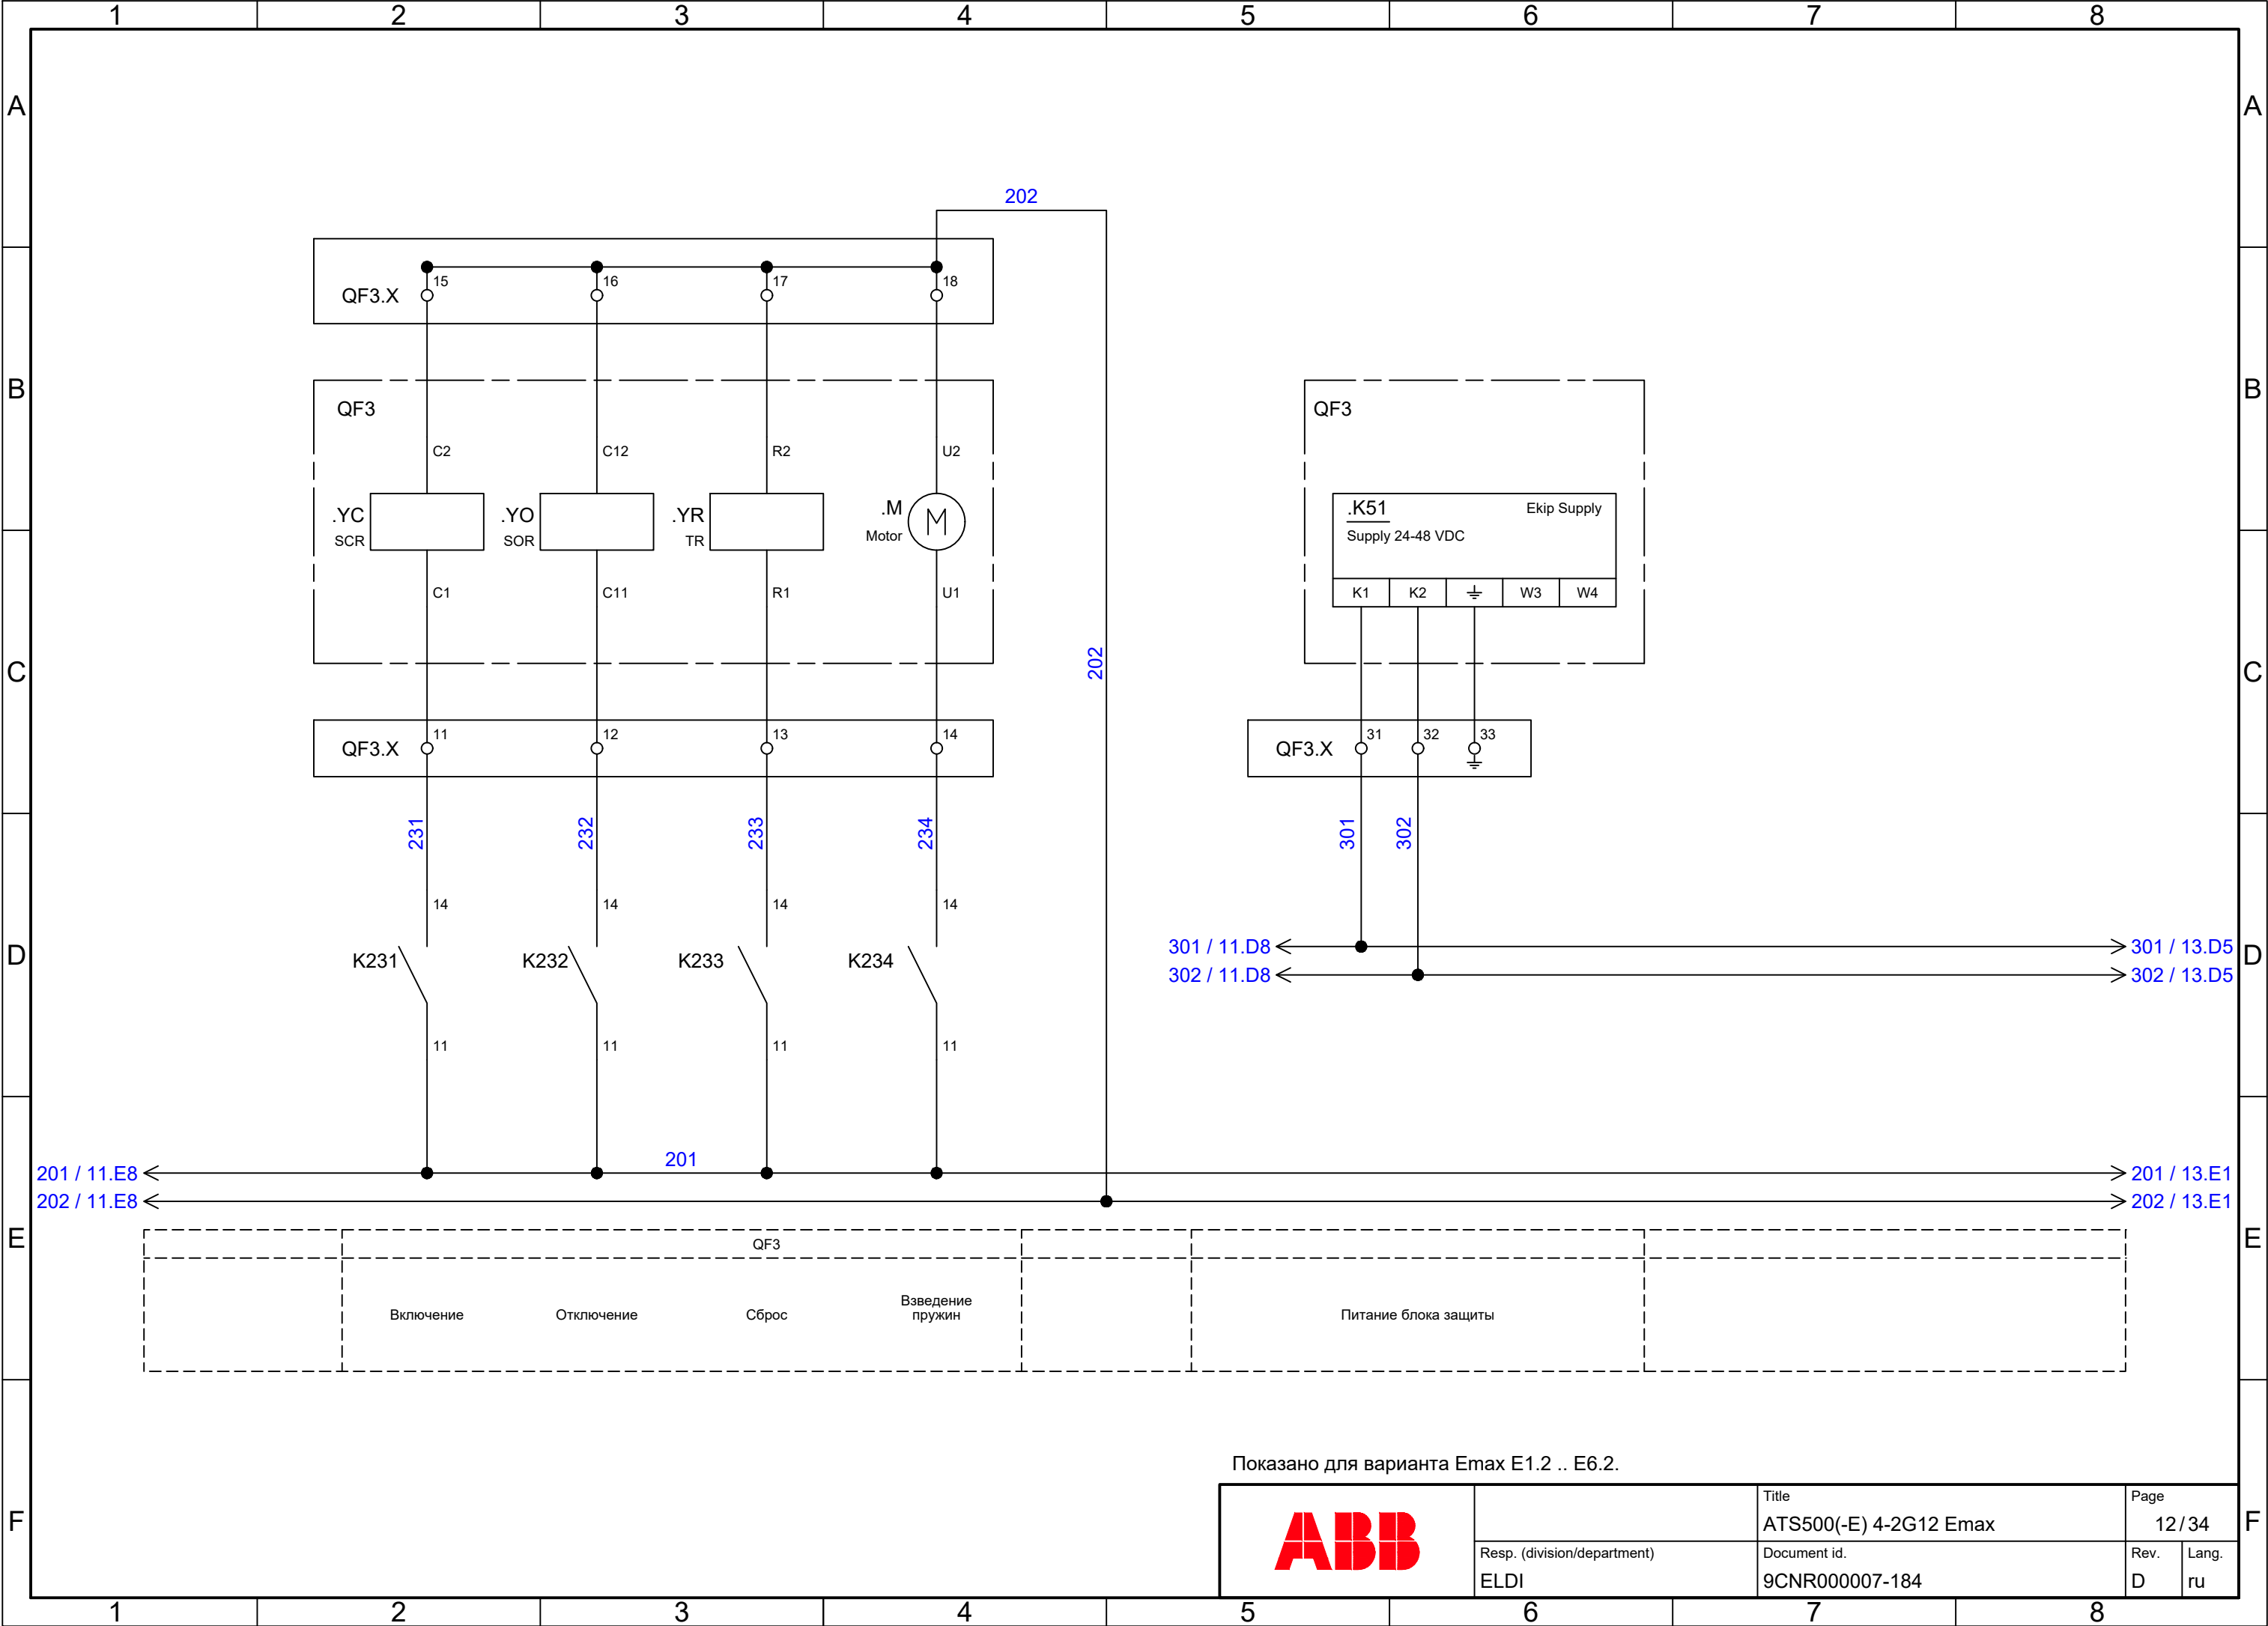 1 2 3 4 5 6 7 8
A A
202
15 16 17 18
QF3.X
B B
QF3 QF3
C2 C12 R2 U2
.YC .YO .YR .M M
SCR SOR TR Motor
.K51 Ekip Supply
Supply 24-48 VDC
C1 C11 R1 U1
K1 K2 W3 W4
202
C C
11 12 13 14
QF3.X
31 32 33
QF3.X
231 232 233 234
301 302
14 14 14 14
301 / 11.D8 301 / 13.D5
D D
K231 K232 K233 K234
302 / 11.D8 302 / 13.D5
11 11 11 11
201
201 / 11.E8 201 / 13.E1
202 / 11.E8 202 / 13.E1
E E
QF3
Включение Отключение Сброс Взведение
пружин
Питание блока защиты
Показано для варианта Emax E1.2 .. E6.2.
F F
ABB
Title
ATS500(-E) 4-2G12 Emax
Page
12/34
Resp. (division/department)
ELDI
Document id.
9CNR000007-184
Rev.
D
Lang.
ru
1 2 3 4 5 6 7 8